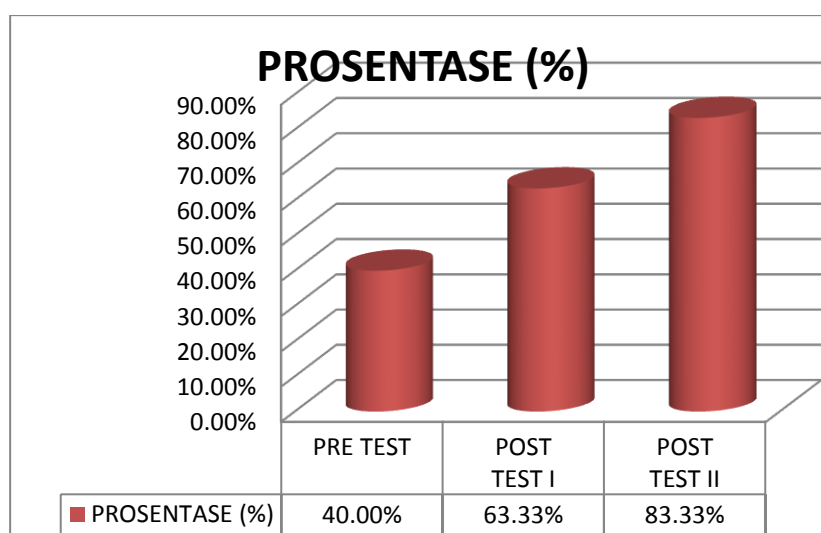 PROSENTASE (%)
90.00%
80.00%
70.00%
60.00%
50.00%
40.00%
30.00%
20.00%
10.00%
0.00%
PRE TEST
POST
TEST I
POST
TEST II
PROSENTASE (%) 40.00% 63.33% 83.33%